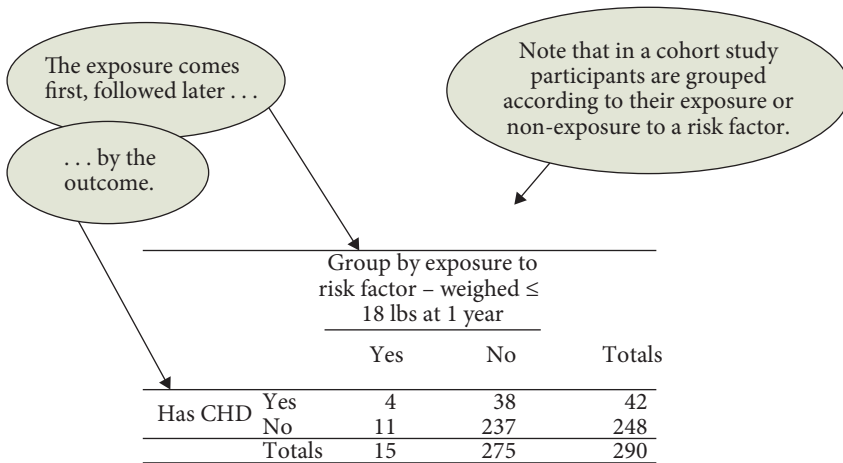 The exposure comes
first, followed later . . .
. . . by the
outcome.
Note that in a cohort study
participants are grouped
according to their exposure or
non-exposure to a risk factor.
Group by exposure to
risk factor – weighed ≤
18 lbs at 1 year
Yes No Totals
Has CHD
Yes 4 38 42
No 11 237 248
Totals 15 275 290